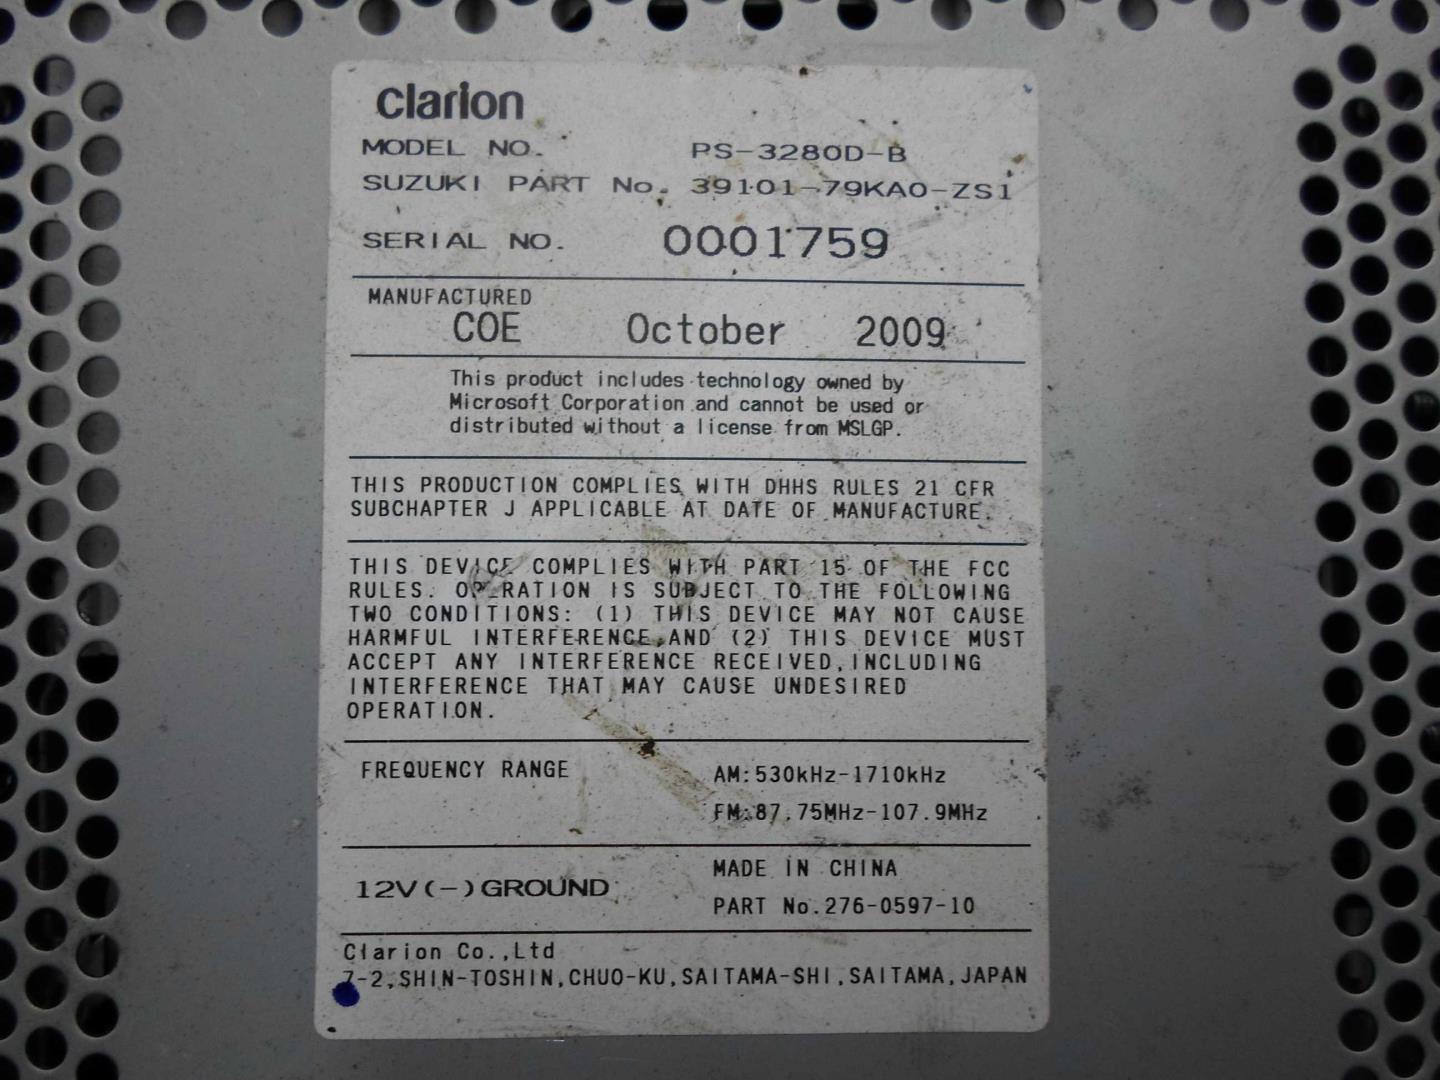 clarion
MODEL NO. PS-3280D-B
SUZUKI PART No. 39101-79KA0-ZS1
SERIAL NO. 0001759
MANUFACTURED
COE October 2009
This product includes technology owned by
Microsoft Corporation and cannot be used or
distributed without a license from MSLGP.
THIS PRODUCTION COMPLIES WITH DHHS RULES 21 CFR
SUBCHAPTER J APPLICABLE AT DATE OF MANUFACTURE.
THIS DEVICE COMPLIES WITH PART 15 OF THE FCC
RULES. OPERATION IS SUBJECT TO THE FOLLOWING
TWO CONDITIONS: (1) THIS DEVICE MAY NOT CAUSE
HARMFUL INTERFERENCE,AND (2) THIS DEVICE MUST
ACCEPT ANY INTERFERENCE RECEIVED,INCLUDING
INTERFERENCE THAT MAY CAUSE UNDESIRED
OPERATION.
FREQUENCY RANGE AM:530kHz-1710kHz
FM:87.75MHz-107.9MHz
12V(-)GROUND MADE IN CHINA
PART No.276-0597-10
Clarion Co.,Ltd
7-2,SHIN-TOSHIN,CHUO-KU,SAITAMA-SHI,SAITAMA,JAPAN